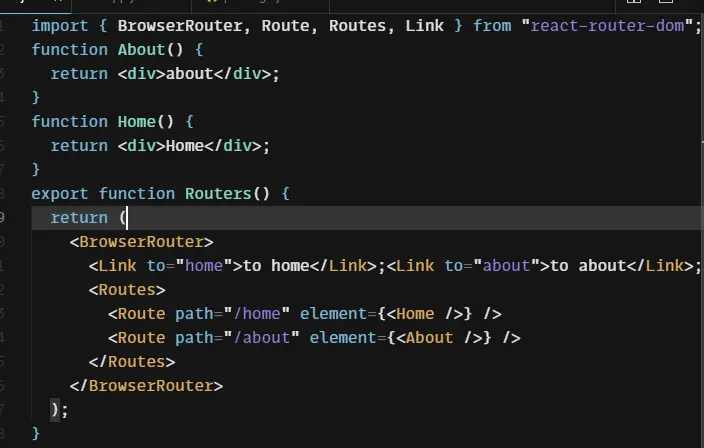 import { BrowserRouter, Route, Routes, Link } from "react-router-dom";
function About() {
  return <div>about</div>;
}
function Home() {
  return <div>Home</div>;
}
export function Routers() {
  return (
    <BrowserRouter>
      <Link to="home">to home</Link>;<Link to="about">to about</Link>;
      <Routes>
        <Route path="/home" element={<Home />} />
        <Route path="/about" element={<About />} />
      </Routes>
    </BrowserRouter>
  );
}